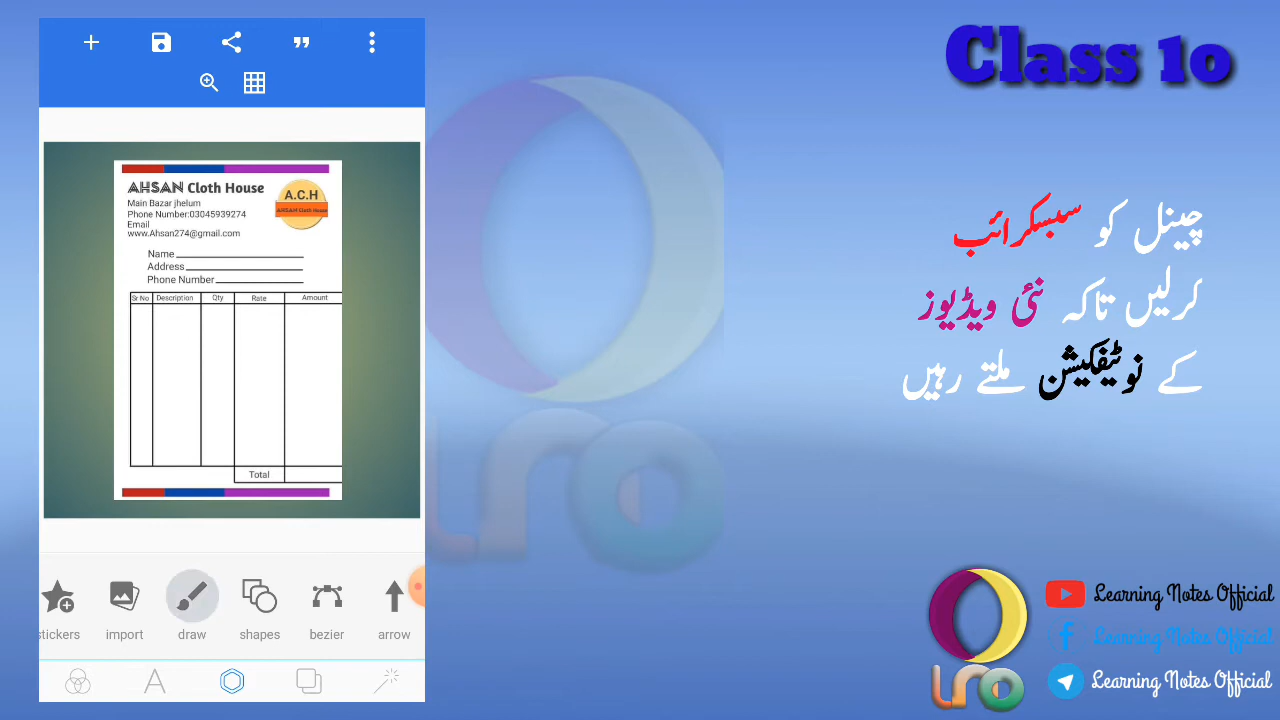 Class 1o
AHSAN Cloth House
Main Bazar jhelum
Phone Number:03045939274
Email
www.Ahsan274@gmail.com
A.C.H
AHSAN Cloth House
Name
Address
Phone Number
Sr No Description Qty Rate Amount
Total
stickers import draw shapes bezier arrow
چینل کو سبسکرائب
کرلیں تاکہ نئی ویڈیوز
کے نوٹیفکیشن ملتے رہیں
Learning Notes Official
Learning Notes Official
Learning Notes Official